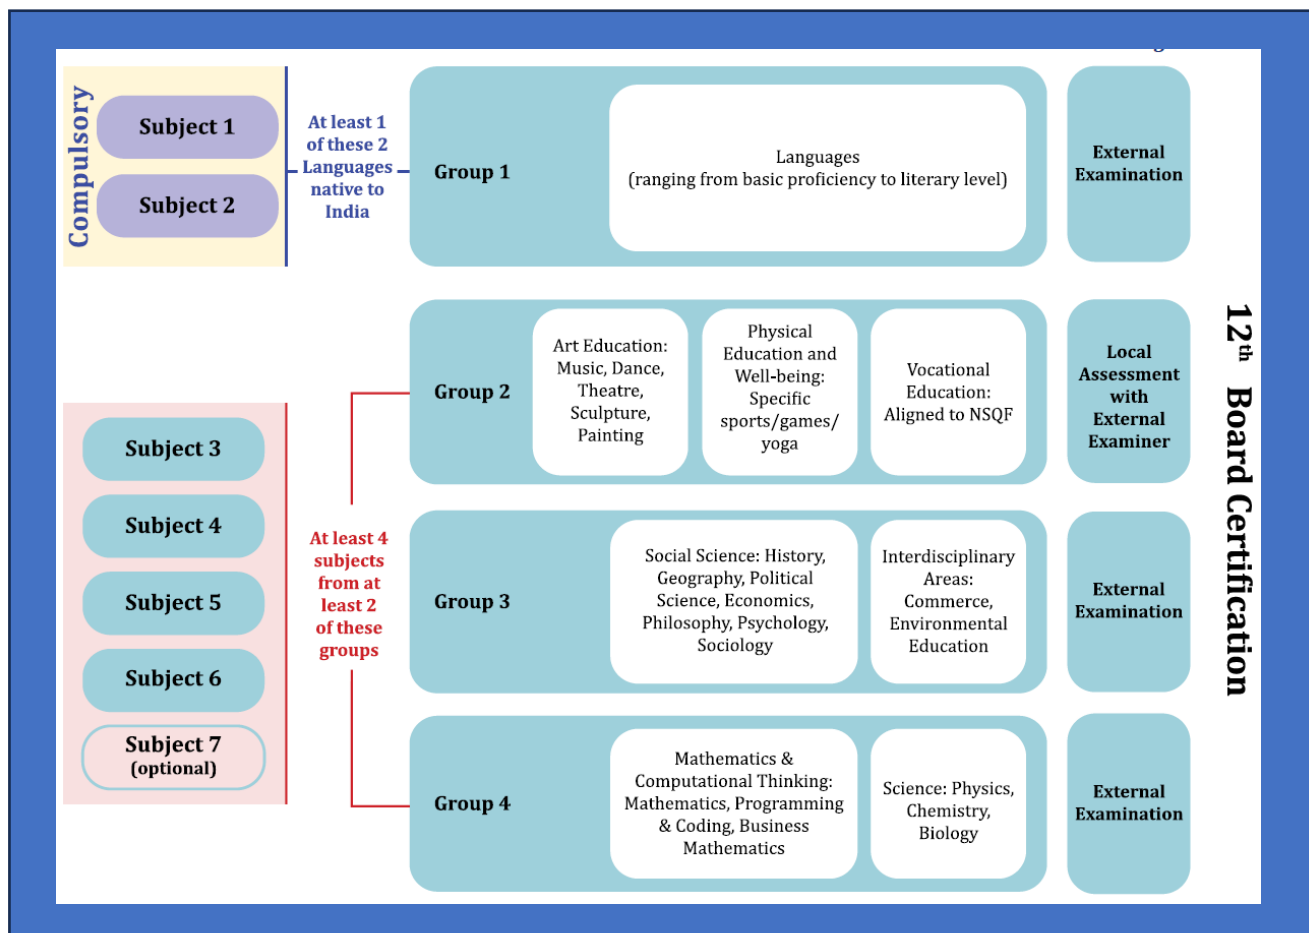 Compulsory
Subject 1
Subject 2
At least 1
of these 2
Languages
native to
India
Group 1
Languages
(ranging from basic proficiency to literary level)
External
Examination
Subject 3
Subject 4
Subject 5
Subject 6
Subject 7
(optional)
At least 4
subjects
from at
least 2
of these
groups
Group 2
Art Education:
Music, Dance,
Theatre,
Sculpture,
Painting
Physical
Education and
Well-being:
Specific
sports/games/
yoga
Vocational
Education:
Aligned to NSQF
Local
Assessment
with
External
Examiner
Group 3
Social Science: History,
Geography, Political
Science, Economics,
Philosophy, Psychology,
Sociology
Interdisciplinary
Areas:
Commerce,
Environmental
Education
External
Examination
Group 4
Mathematics &
Computational Thinking:
Mathematics, Programming
& Coding, Business
Mathematics
Science: Physics,
Chemistry,
Biology
External
Examination
12th Board Certification